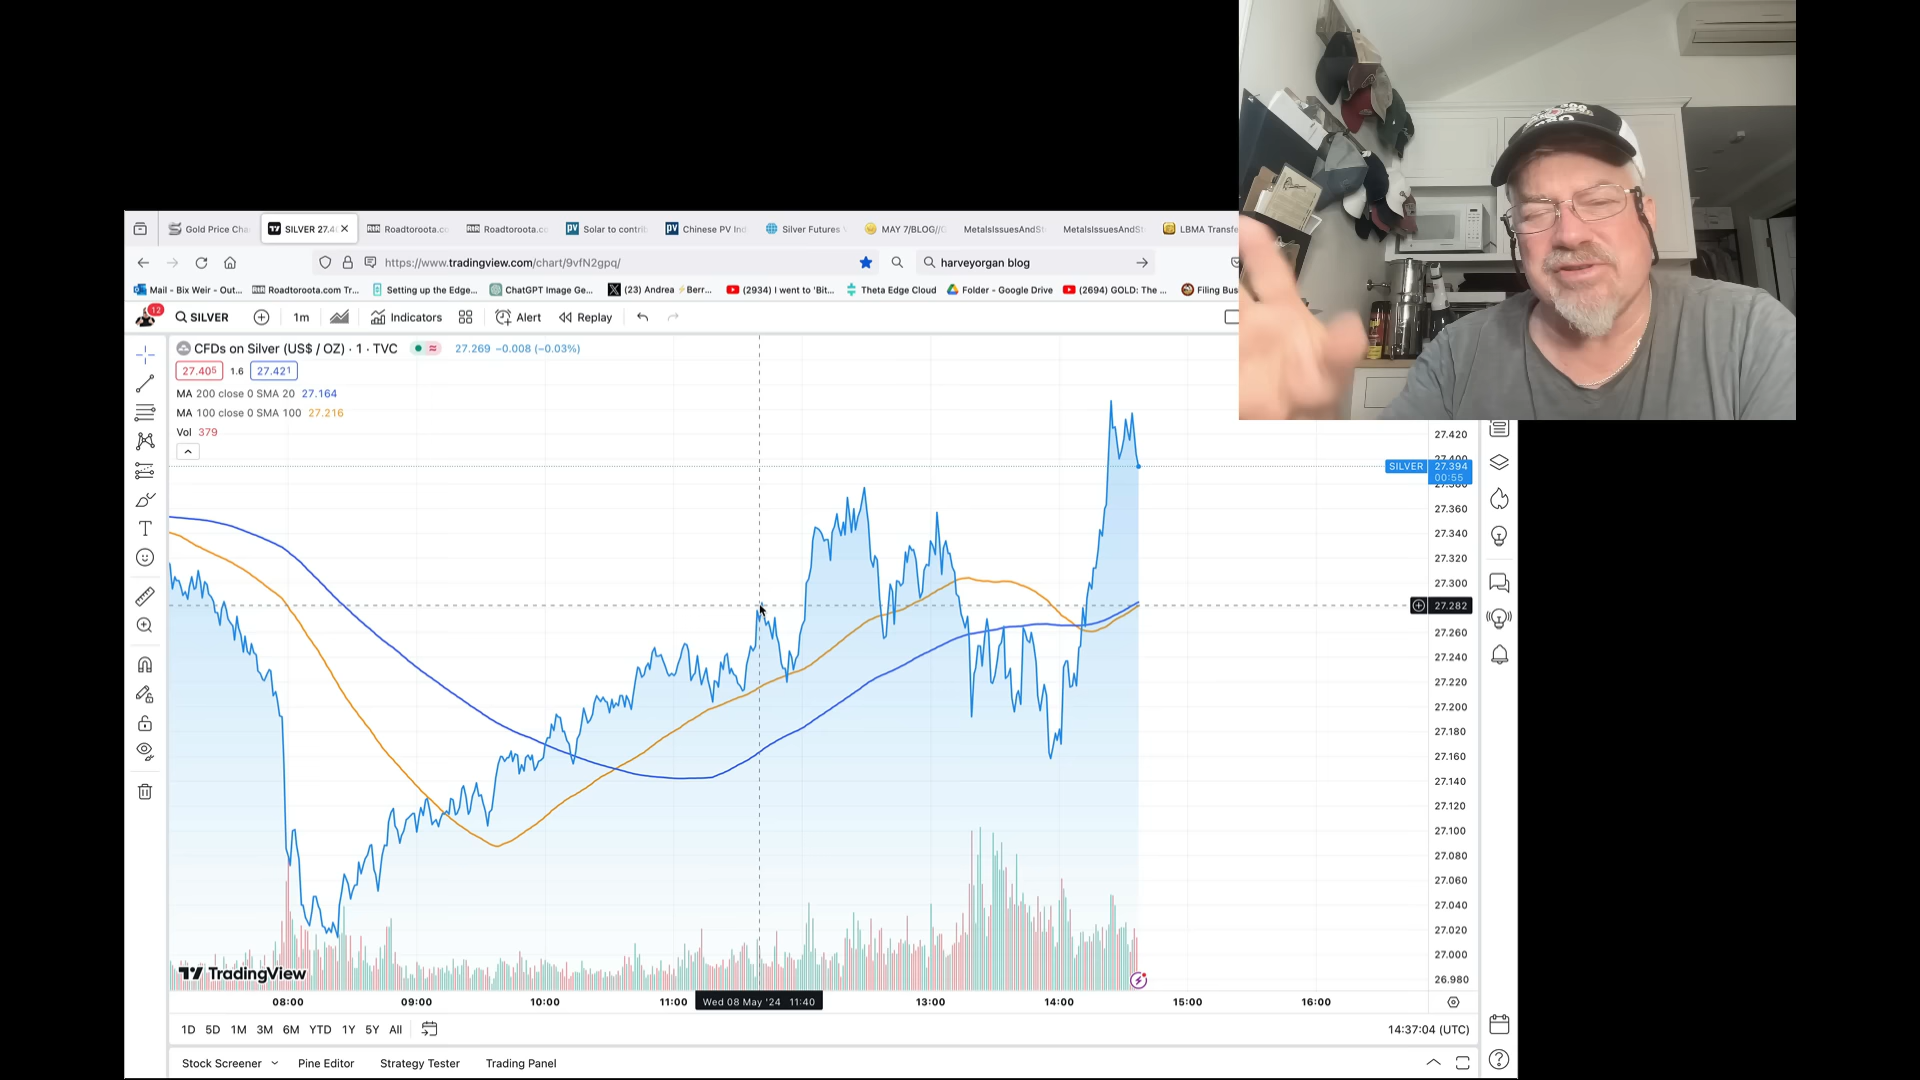 Gold Price Cha
SILVER 27.4
Roadtoroota.co
Roadtoroota.co
Solar to contrib
Chinese PV Ind
Silver Futures
MAY 7/BLOG//G
MetalsIssuesAndSt
MetalsIssuesAndSt
LBMA Transfe
https://www.tradingview.com/chart/9vfN2gpq/
harveyorgan blog
Mail - Bix Weir - Out...
Roadtoroota.com Tr...
Setting up the Edge...
ChatGPT Image Ge...
(23) Andrea ⚡Berr...
(2934) I went to 'Bit...
Theta Edge Cloud
Folder - Google Drive
(2694) GOLD: The ...
Filing Bus
12
SILVER
1m
Indicators
Alert
Replay
CFDs on Silver (US$ / OZ) · 1 · TVC
27.269 −0.008 (−0.03%)
27.405
1.6
27.421
MA 200 close 0 SMA 20 27.164
MA 100 close 0 SMA 100 27.216
Vol 379
27.420
27.400
SILVER 27.394
00:55
27.380
27.360
27.340
27.320
27.300
27.282
27.260
27.240
27.220
27.200
27.180
27.160
27.140
27.120
27.100
27.080
27.060
27.040
27.020
27.000
26.980
TradingView
08:00
09:00
10:00
11:00
Wed 08 May '24 11:40
13:00
14:00
15:00
16:00
1D 5D 1M 3M 6M YTD 1Y 5Y All
14:37:04 (UTC)
Stock Screener
Pine Editor
Strategy Tester
Trading Panel